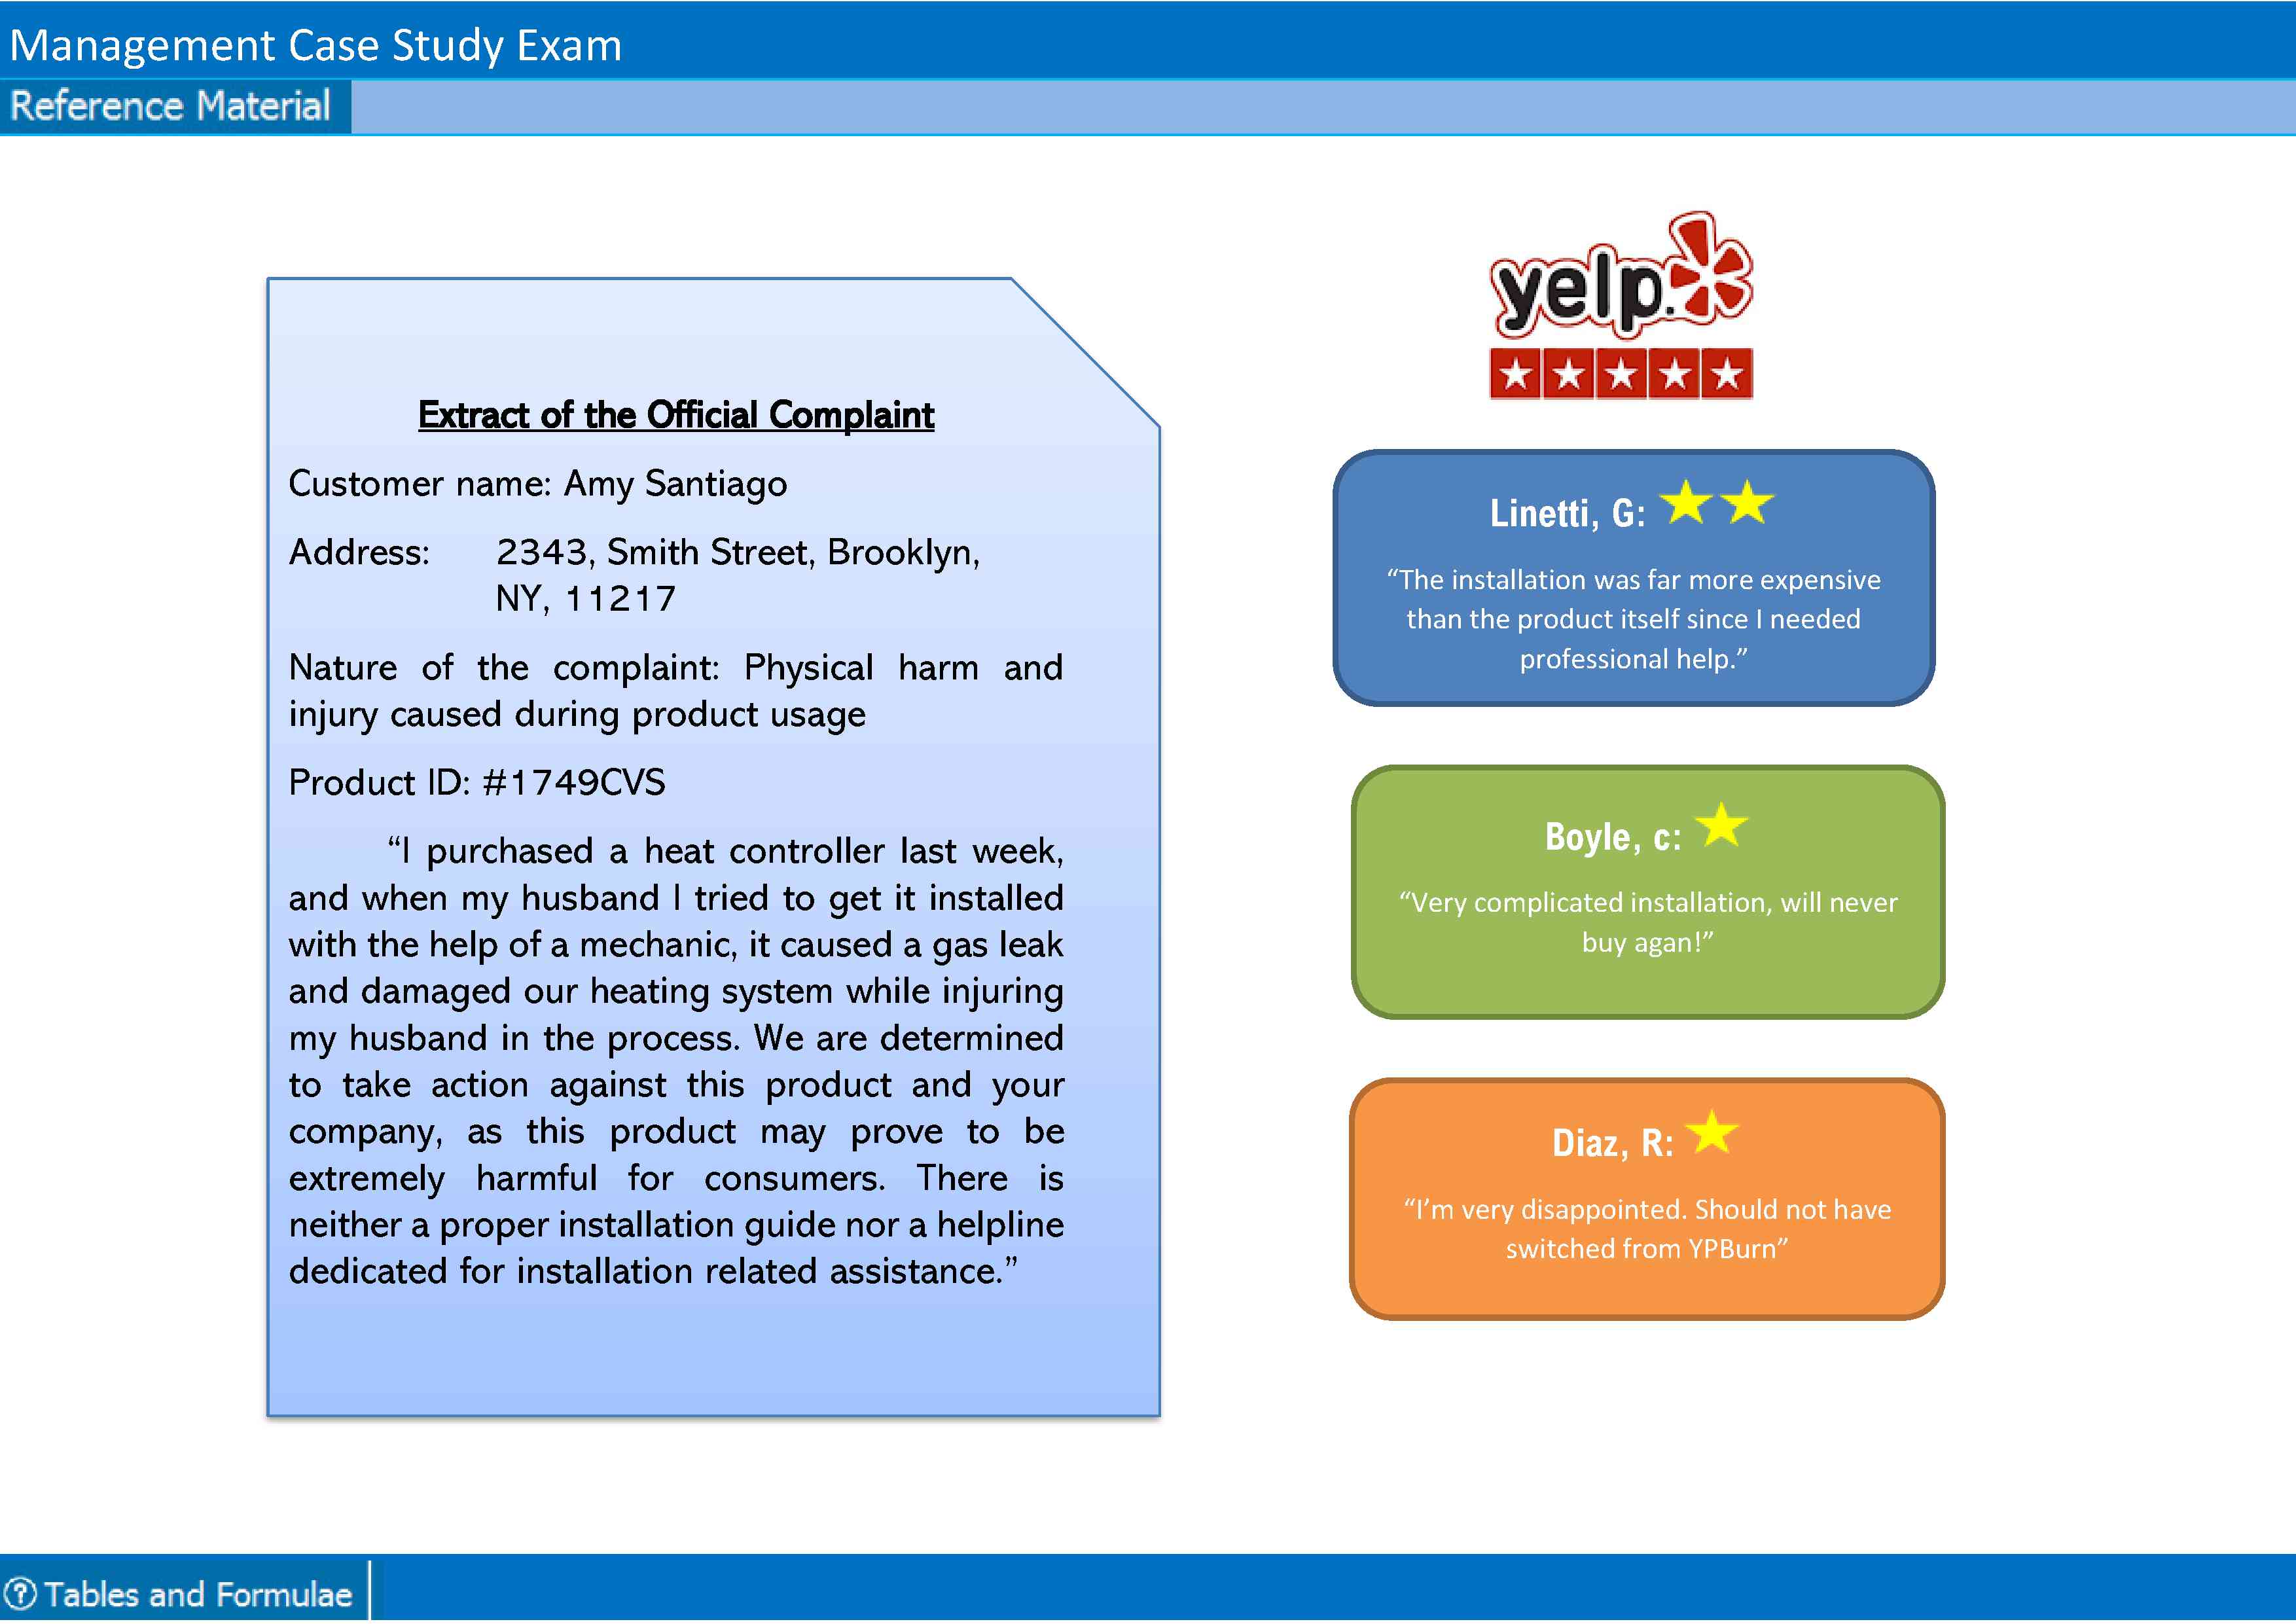 Management Case Study Exam
Reference Material
Extract of the Official Complaint
Customer name: Amy Santiago
Address: 2343, Smith Street, Brooklyn,
NY, 11217
Nature of the complaint: Physical harm and
injury caused during product usage
Product ID: #1749CVS
“I purchased a heat controller last week,
and when my husband I tried to get it installed
with the help of a mechanic, it caused a gas leak
and damaged our heating system while injuring
my husband in the process. We are determined
to take action against this product and your
company, as this product may prove to be
extremely harmful for consumers. There is
neither a proper installation guide nor a helpline
dedicated for installation related assistance.”
yelp
Linetti, G:
“The installation was far more expensive
than the product itself since I needed
professional help.”
Boyle, c:
“Very complicated installation, will never
buy agan!”
Diaz, R:
“I’m very disappointed. Should not have
switched from YPBurn”
? Tables and Formulae